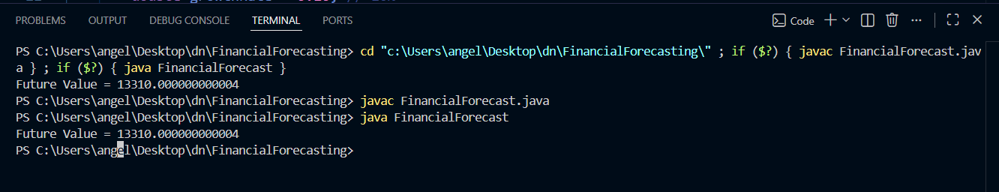 PROBLEMS OUTPUT DEBUG CONSOLE TERMINAL PORTS Code
PS C:\Users\angel\Desktop\dn\FinancialForecasting> cd "c:\Users\angel\Desktop\dn\FinancialForecasting\" ; if ($?) { javac FinancialForecast.jav
a } ; if ($?) { java FinancialForecast }
Future Value = 13310.000000000004
PS C:\Users\angel\Desktop\dn\FinancialForecasting> javac FinancialForecast.java
PS C:\Users\angel\Desktop\dn\FinancialForecasting> java FinancialForecast
Future Value = 13310.000000000004
PS C:\Users\angel\Desktop\dn\FinancialForecasting>